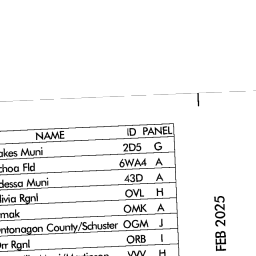 NAME ID PANEL
akes Muni 2D5 G
choa Fld 6WA4 A
dessa Muni 43D A
livia Rgnl OVL H
mak OMK A
ntonagon County/Schuster OGM J
rr Rgnl ORB I
VVV H
FEB 2025